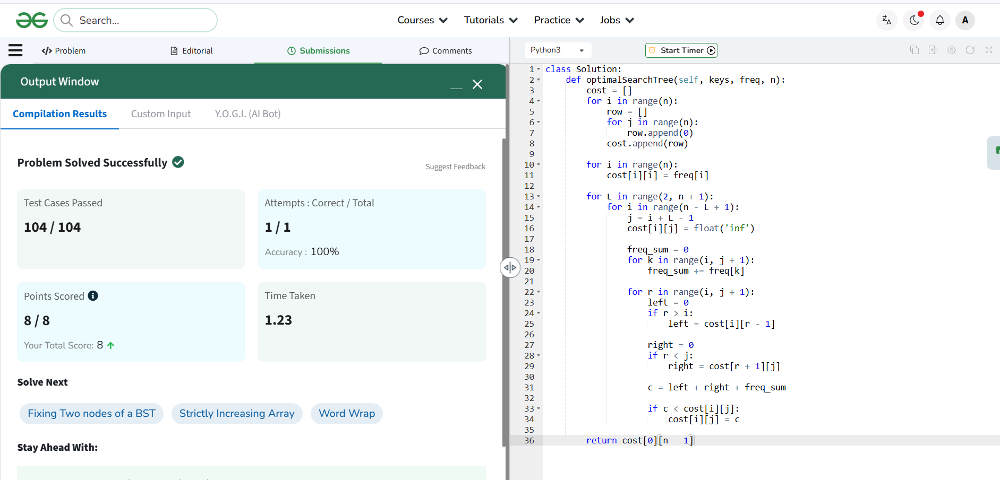 Search...
Courses
Tutorials
Practice
Jobs
A
Problem
Editorial
Submissions
Comments
Python3
Start Timer
Output Window
Compilation Results
Custom Input
Y.O.G.I. (AI Bot)
Problem Solved Successfully
Suggest Feedback
Test Cases Passed
104 / 104
Attempts : Correct / Total
1 / 1
Accuracy : 100%
Points Scored
8 / 8
Your Total Score: 8
Time Taken
1.23
Solve Next
Fixing Two nodes of a BST
Strictly Increasing Array
Word Wrap
Stay Ahead With:
1 class Solution:
2     def optimalSearchTree(self, keys, freq, n):
3         cost = []
4         for i in range(n):
5             row = []
6             for j in range(n):
7                 row.append(0)
8             cost.append(row)
9
10         for i in range(n):
11             cost[i][i] = freq[i]
12
13         for L in range(2, n + 1):
14             for i in range(n - L + 1):
15                 j = i + L - 1
16                 cost[i][j] = float('inf')
17
18                 freq_sum = 0
19                 for k in range(i, j + 1):
20                     freq_sum += freq[k]
21
22                 for r in range(i, j + 1):
23                     left = 0
24                     if r > i:
25                         left = cost[i][r - 1]
26
27                     right = 0
28                     if r < j:
29                         right = cost[r + 1][j]
30
31                     c = left + right + freq_sum
32
33                     if c < cost[i][j]:
34                         cost[i][j] = c
35
36         return cost[0][n - 1]